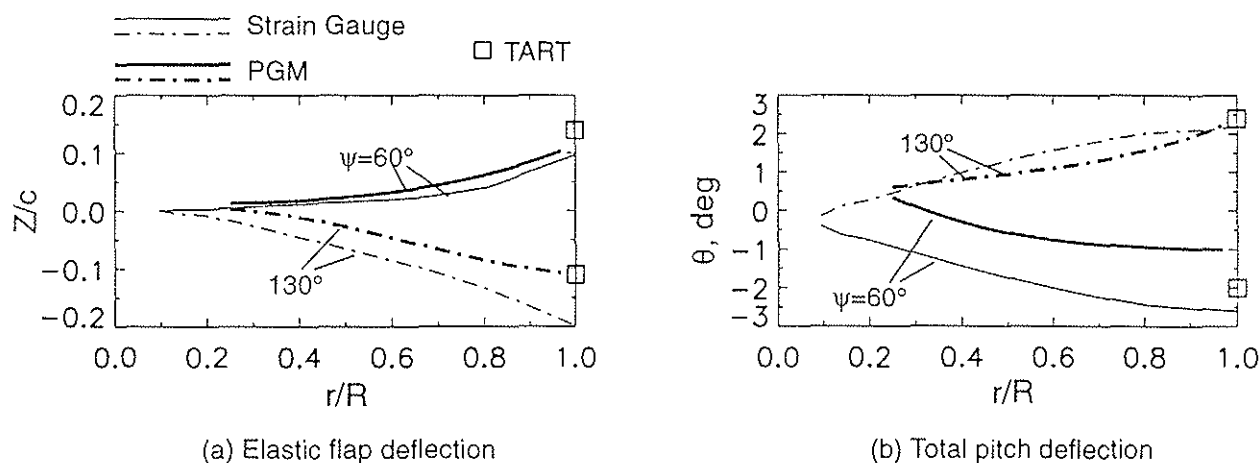 Strain Gauge
PGM
TART
0.2
0.1
0.0
−0.1
−0.2
Z/c
ψ=60°
130°
0.0 0.2 0.4 0.6 0.8 1.0
r/R
(a) Elastic flap deflection
3
2
1
0
−1
−2
−3
θ, deg
130°
ψ=60°
0.0 0.2 0.4 0.6 0.8 1.0
r/R
(b) Total pitch deflection